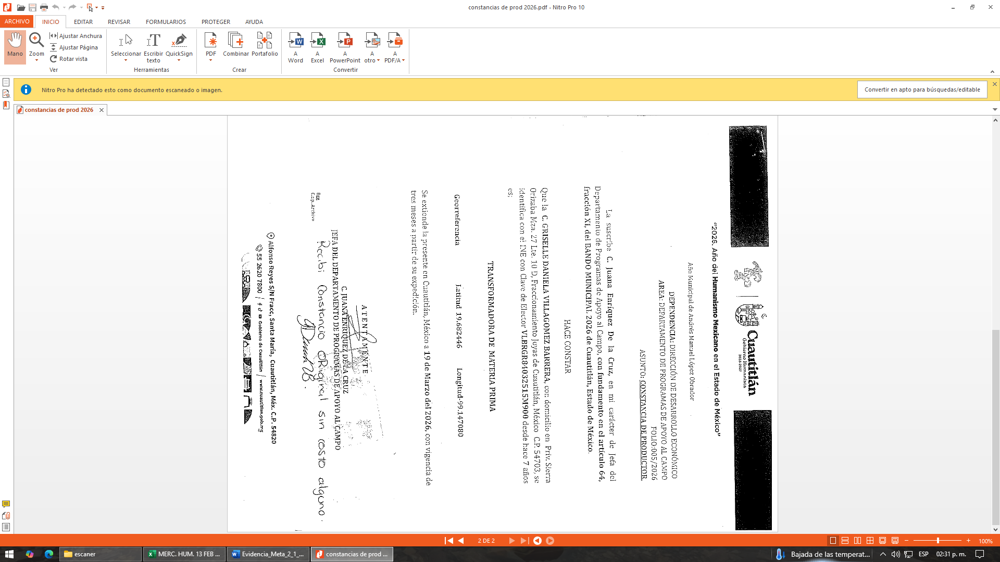 constancias de prod 2026.pdf - Nitro Pro 10
ARCHIVO INICIO EDITAR REVISAR FORMULARIOS PROTEGER AYUDA
Mano
Zoom
Ajustar Anchura
Ajustar Página
Rotar vista
Ver
Seleccionar
Escribir texto
QuickSign
Herramientas
PDF
Combinar
Portafolio
Crear
A Word
A Excel
A PowerPoint
A otro
A PDF/A
Convertir
Nitro Pro ha detectado esto como documento escaneado o imagen.
Convertir en apto para búsquedas/editable
constancias de prod 2026
Cuautitlán
Gobierno Humanista
2025-2027
"2026. Año del Humanismo Mexicano en el Estado de México"
Año Municipal de Andrés Manuel López Obrador
DEPENDENCIA: DIRECCIÓN DE DESARROLLO ECONÓMICO
AREA: DEPARTAMENTO DE PROGRAMAS DE APOYO AL CAMPO
FOLIO:005/2026
ASUNTO: CONSTANCIA DE PRODUCTOR
La suscribe C. Juana Enríquez De la Cruz, en mi carácter de Jefa del
Departamento de Programas de Apoyo al Campo, con fundamento en el artículo 64,
fracción XI, del BANDO MUNICIPAL 2026 de Cuautitlán, Estado de México.
HACE CONSTAR
Que la C. GRISELLE DANIELA VILLAGOMEZ BARRERA, con domicilio en Priv. Sierra
Orizaba Mza. 27 Lte. 10 D, Fraccionamiento Joyas de Cuautitlán, México C.P. 54703, se
identifica con el INE con Clave de Elector VLBRGR84032515M900 desde hace 7 años
es;
TRANSFORMADORA DE MATERIA PRIMA
Georreferencia Latitud 19.682446 Longitud-99.147080
Se extiende la presente en Cuautitlán, México a 19 de Marzo del 2026, con vigencia de
tres meses a partir de su expedición.
ATENTAMENTE
C. JUANA ENRIQUEZ DE LA CRUZ
JEFA DEL DEPARTAMENTO DE PROGRAMAS DE APOYO AL CAMPO
Recibi Constancia ORiginal sin costo alguno.
Ccp. Archivo
Alfonso Reyes S/N Fracc, Santa María, Cuautitlán, Méx. C.P. 54820
55 2620 7800 / Gobierno de Cuautitlán / www.cuautitlan.gob.mx
2 DE 2
100%
escaner
MERC. HUM. 13 FEB ...
Evidencia_Meta_2_1_...
constancias de prod ...
Bajada de las temperat...
ESP
02:31 p. m.